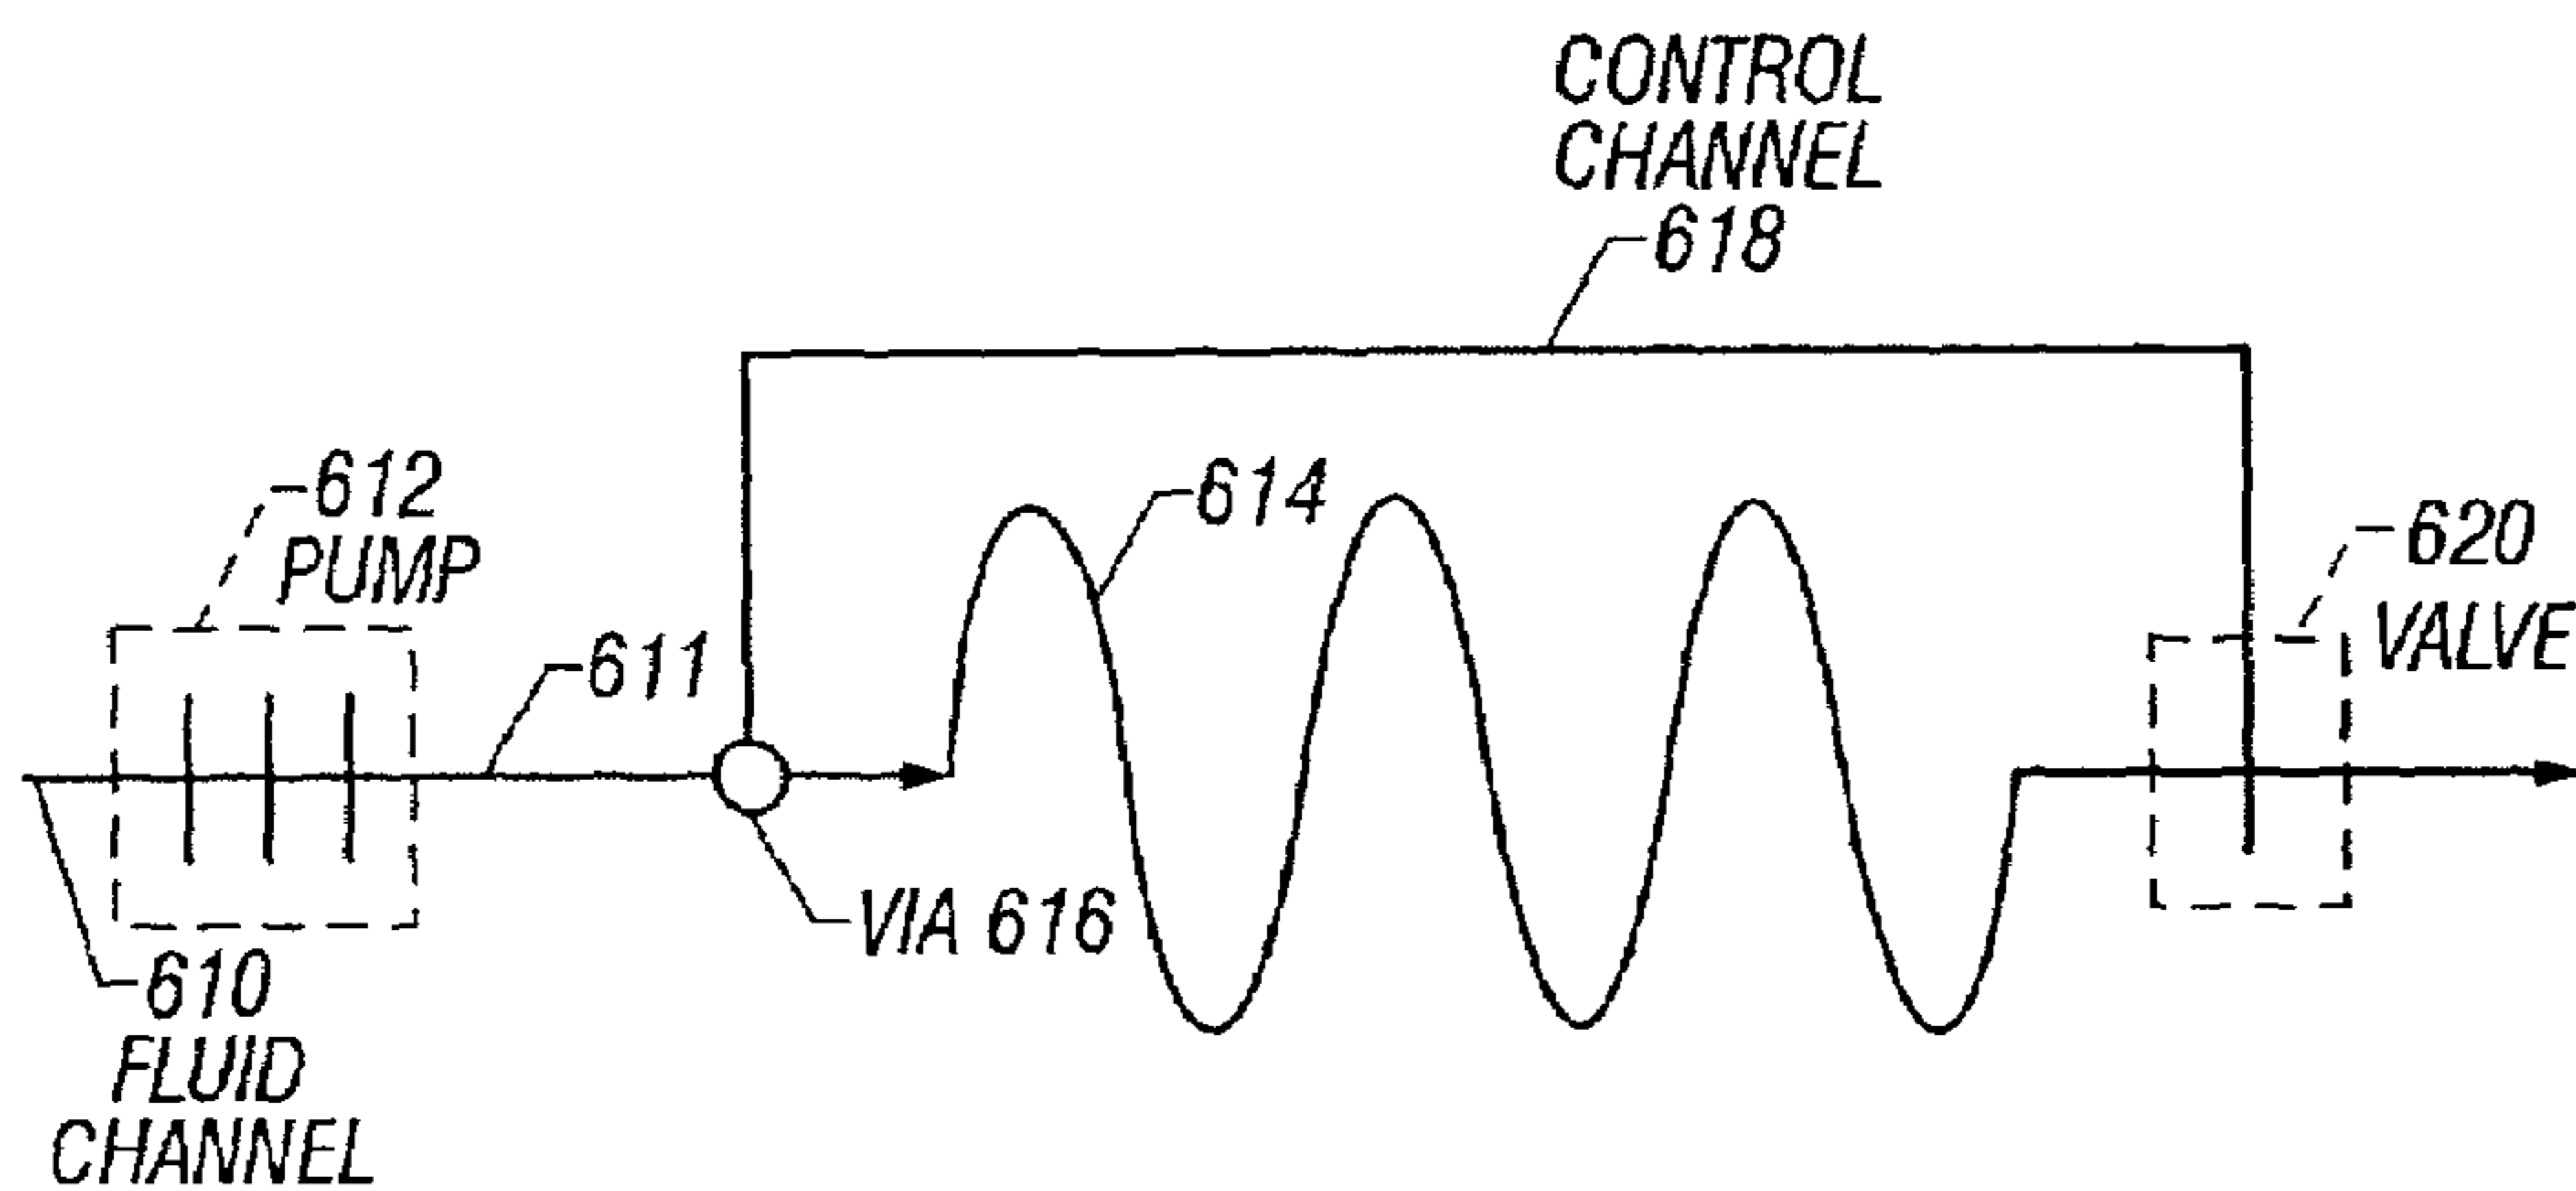 CONTROL
CHANNEL
618
612
PUMP
614
620
VALVE
611
VIA 616
610
FLUID
CHANNEL